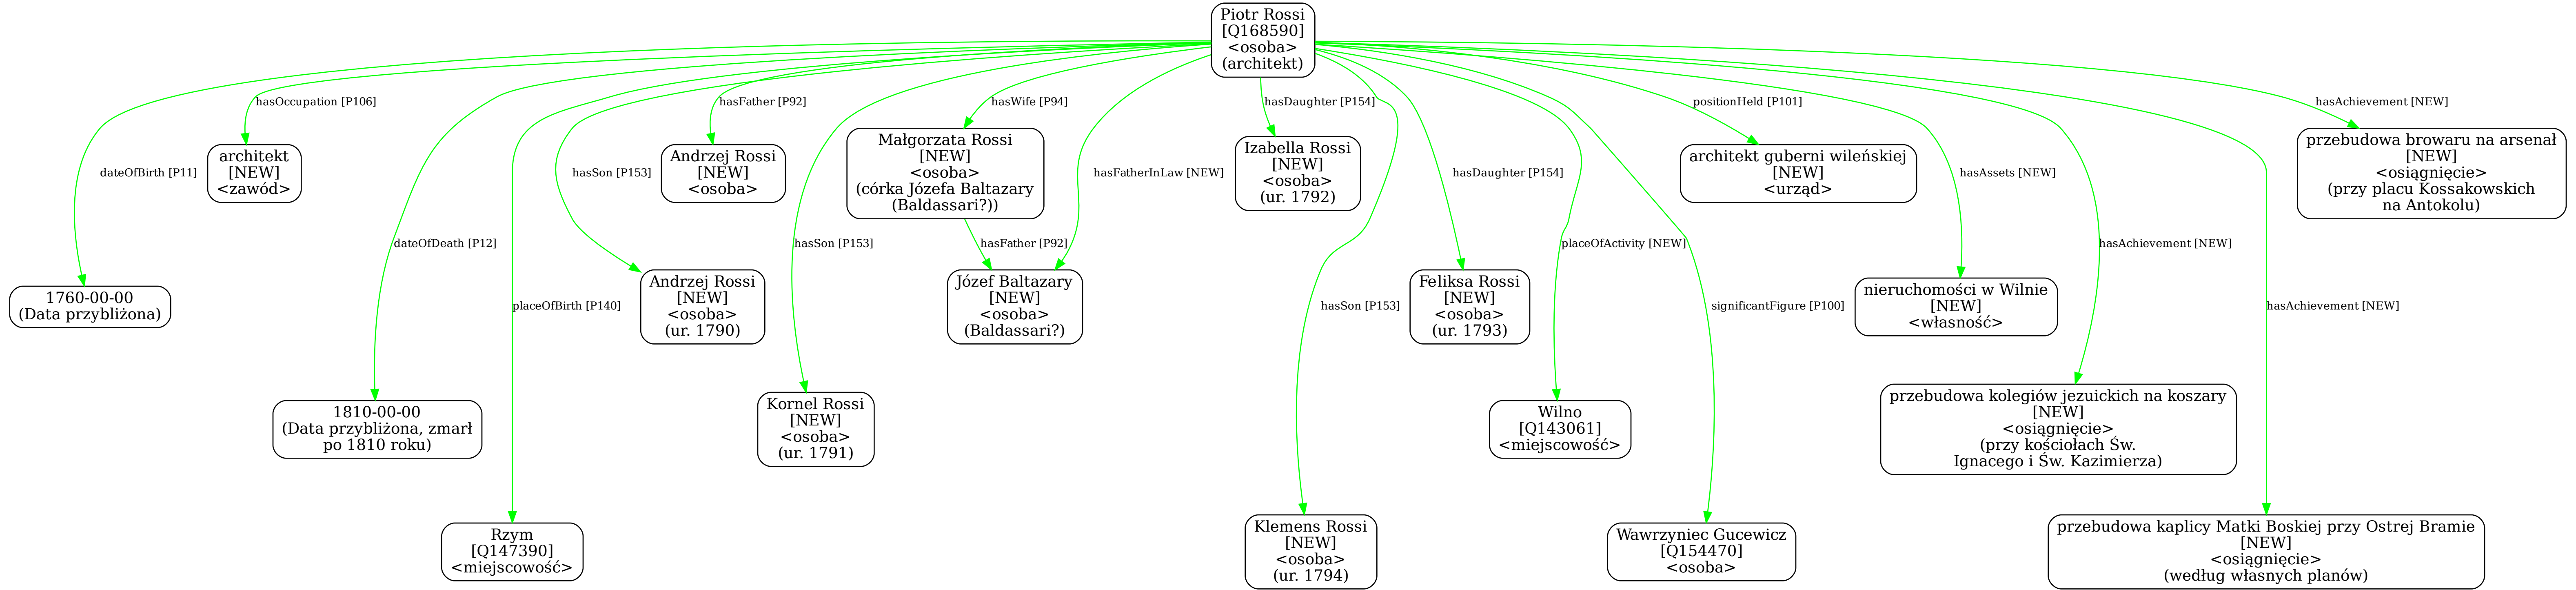 Piotr Rossi
[Q168590]
<osoba>
(architekt)
hasOccupation [P106]
hasFather [P92]
hasWife [P94]
hasDaughter [P154]
positionHeld [P101]
hasAchievement [NEW]
architekt
[NEW]
<zawód>
Andrzej Rossi
[NEW]
<osoba>
Małgorzata Rossi
[NEW]
<osoba>
(córka Józefa Baltazary
(Baldassari?))
Izabella Rossi
[NEW]
<osoba>
(ur. 1792)
architekt guberni wileńskiej
[NEW]
<urząd>
przebudowa browaru na arsenał
[NEW]
<osiągnięcie>
(przy placu Kossakowskich
na Antokolu)
dateOfBirth [P11]
hasSon [P153]
hasFatherInLaw [NEW]
hasDaughter [P154]
hasAssets [NEW]
dateOfDeath [P12]
hasSon [P153]
hasFather [P92]
placeOfActivity [NEW]
hasAchievement [NEW]
1760-00-00
(Data przybliżona)
placeOfBirth [P140]
Andrzej Rossi
[NEW]
<osoba>
(ur. 1790)
Józef Baltazary
[NEW]
<osoba>
(Baldassari?)
hasSon [P153]
Feliksa Rossi
[NEW]
<osoba>
(ur. 1793)
significantFigure [P100]
nieruchomości w Wilnie
[NEW]
<własność>
hasAchievement [NEW]
1810-00-00
(Data przybliżona, zmarł
po 1810 roku)
Kornel Rossi
[NEW]
<osoba>
(ur. 1791)
Wilno
[Q143061]
<miejscowość>
przebudowa kolegiów jezuickich na koszary
[NEW]
<osiągnięcie>
(przy kościołach Św.
Ignacego i Św. Kazimierza)
Rzym
[Q147390]
<miejscowość>
Klemens Rossi
[NEW]
<osoba>
(ur. 1794)
Wawrzyniec Gucewicz
[Q154470]
<osoba>
przebudowa kaplicy Matki Boskiej przy Ostrej Bramie
[NEW]
<osiągnięcie>
(według własnych planów)